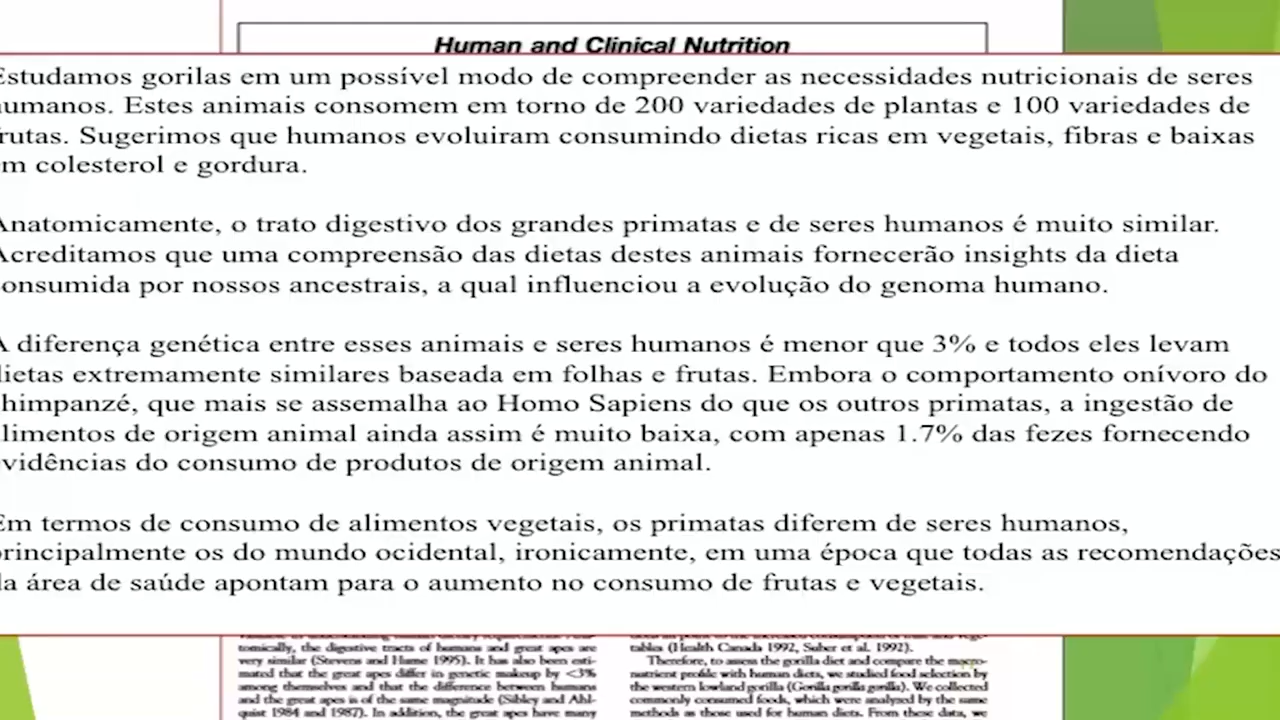 Human and Clinical Nutrition
Estudamos gorilas em um possível modo de compreender as necessidades nutricionais de seres
humanos. Estes animais consomem em torno de 200 variedades de plantas e 100 variedades de
frutas. Sugerimos que humanos evoluiram consumindo dietas ricas em vegetais, fibras e baixas
em colesterol e gordura.
Anatomicamente, o trato digestivo dos grandes primatas e de seres humanos é muito similar.
Acreditamos que uma compreensão das dietas destes animais fornecerão insights da dieta
consumida por nossos ancestrais, a qual influenciou a evolução do genoma humano.
A diferença genética entre esses animais e seres humanos é menor que 3% e todos eles levam
dietas extremamente similares baseada em folhas e frutas. Embora o comportamento onívoro do
chimpanzé, que mais se assemalha ao Homo Sapiens do que os outros primatas, a ingestão de
alimentos de origem animal ainda assim é muito baixa, com apenas 1.7% das fezes fornecendo
evidências do consumo de produtos de origem animal.
Em termos de consumo de alimentos vegetais, os primatas diferem de seres humanos,
principalmente os do mundo ocidental, ironicamente, em uma época que todas as recomendações
da área de saúde apontam para o aumento no consumo de frutas e vegetais.
tomically, the digestive tracts of humans and great apes are
very similar (Stevens and Hume 1995). It has also been esti-
mated that the great apes differ in genetic makeup by <3%
among themselves and that the difference between humans
and the great apes is of the same magnitude (Sibley and Ahl-
quist 1984 and 1987). In addition, the great apes have many
tables (Health Canada 1992, Suber et al. 1992).
Therefore, to assess the gorilla diet and compare the macro-
nutrient profile with human diets, we studied food selection by
the western lowland gorilla (Gorilla gorilla gorilla). We collected
commonly consumed foods, which were analyzed by the same
methods as those used for human diets. From these data, we